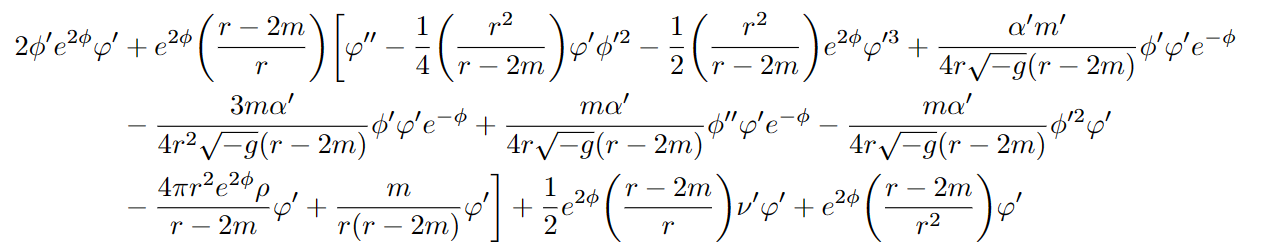 2\phi' e^{2\phi} \varphi' + e^{2\phi} \left( \frac{r-2m}{r} \right) \Bigg[ \varphi'' - \frac{1}{4} \left( \frac{r^2}{r-2m} \right) \varphi' \phi'^2 - \frac{1}{2} \left( \frac{r^2}{r-2m} \right) e^{2\phi} \varphi'^3 + \frac{\alpha' m'}{4r\sqrt{-g}(r-2m)} \phi' \varphi' e^{-\phi}
- \frac{3m\alpha'}{4r^2\sqrt{-g}(r-2m)} \phi' \varphi' e^{-\phi} + \frac{m\alpha'}{4r\sqrt{-g}(r-2m)} \phi'' \varphi' e^{-\phi} - \frac{m\alpha'}{4r\sqrt{-g}(r-2m)} \phi'^2 \varphi'
- \frac{4\pi r^2 e^{2\phi} \rho}{r-2m} \varphi' + \frac{m}{r(r-2m)} \varphi' \Bigg] + \frac{1}{2} e^{2\phi} \left( \frac{r-2m}{r} \right) \nu' \varphi' + e^{2\phi} \left( \frac{r-2m}{r^2} \right) \varphi'